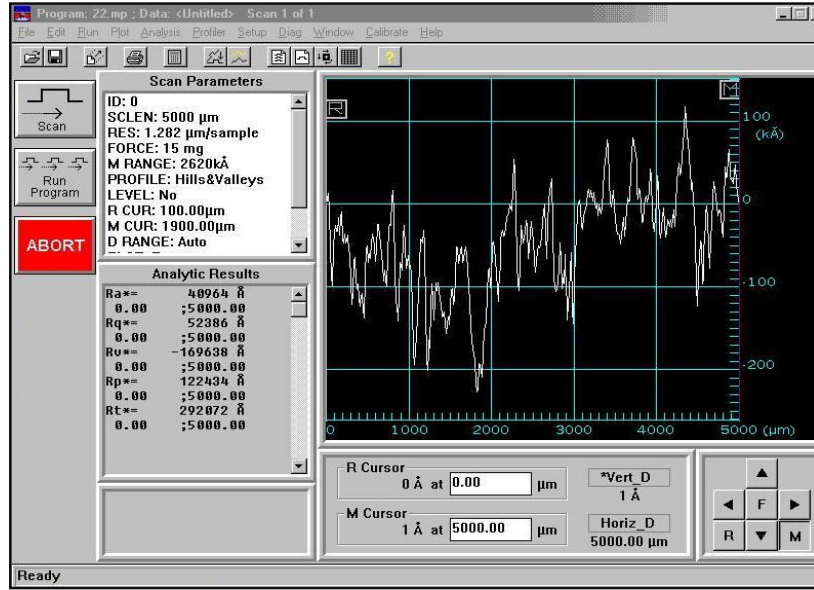 Program: 22.mp ; Data: <Untitled> Scan 1 of 1
File Edit Run Plot Analysis Profiler Setup Diag Window Calibrate Help
Scan
Run
Program
ABORT
Scan Parameters
ID: 0
SCLEN: 5000 µm
RES: 1.282 µm/sample
FORCE: 15 mg
M RANGE: 2620kÅ
PROFILE: Hills&Valleys
LEVEL: No
R CUR: 100.00µm
M CUR: 1900.00µm
D RANGE: Auto
Analytic Results
Ra*= 40964 Å
0.00 ;5000.00
Rq*= 52386 Å
0.00 ;5000.00
Rv*= -169638 Å
0.00 ;5000.00
Rp*= 122434 Å
0.00 ;5000.00
Rt*= 292072 Å
0.00 ;5000.00
R
M
100
(kÅ)
0
-100
-200
0 1000 2000 3000 4000 5000 (µm)
R Cursor
0 Å at 0.00 µm
*Vert_D
1 Å
M Cursor
1 Å at 5000.00 µm
Horiz_D
5000.00 µm
F
R M
Ready